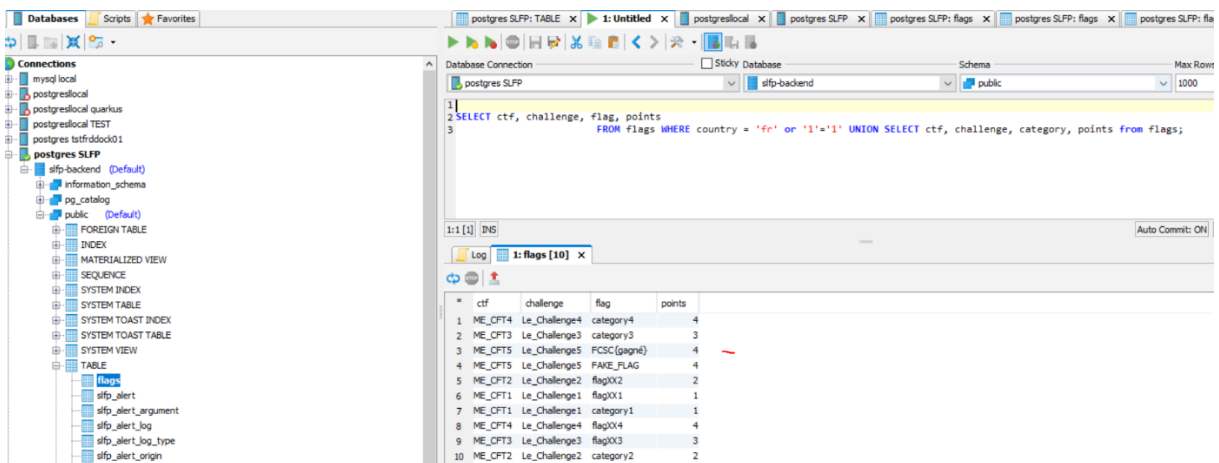 Databases Scripts Favorites
postgres SLFP: TABLE x 1: Untitled x postgreslocal x postgres SLFP x postgres SLFP: flags x postgres SLFP: flags x postgres SLFP: fla
Connections
mysql local
postgreslocal
postgreslocal quarkus
postgreslocal TEST
postgres tstfrddock01
postgres SLFP
slfp-backend (Default)
information_schema
pg_catalog
public (Default)
FOREIGN TABLE
INDEX
MATERIALIZED VIEW
SEQUENCE
SYSTEM INDEX
SYSTEM TABLE
SYSTEM TOAST INDEX
SYSTEM TOAST TABLE
SYSTEM VIEW
TABLE
flags
slfp_alert
slfp_alert_argument
slfp_alert_log
slfp_alert_log_type
slfp_alert_origin
Database Connection Sticky Database Schema Max Rows
postgres SLFP slfp-backend public 1000
1
2 SELECT ctf, challenge, flag, points
3 FROM flags WHERE country = 'fr' or '1'='1' UNION SELECT ctf, challenge, category, points from flags;
1:1 [1] INS Auto Commit: ON
Log 1: flags [10] x
* ctf challenge flag points
1 ME_CFT4 Le_Challenge4 category4 4
2 ME_CFT3 Le_Challenge3 category3 3
3 ME_CFT5 Le_Challenge5 FCSC{gagné} 4
4 ME_CFT5 Le_Challenge5 FAKE_FLAG 4
5 ME_CFT2 Le_Challenge2 flagXX2 2
6 ME_CFT1 Le_Challenge1 flagXX1 1
7 ME_CFT1 Le_Challenge1 category1 1
8 ME_CFT4 Le_Challenge4 flagXX4 4
9 ME_CFT3 Le_Challenge3 flagXX3 3
10 ME_CFT2 Le_Challenge2 category2 2